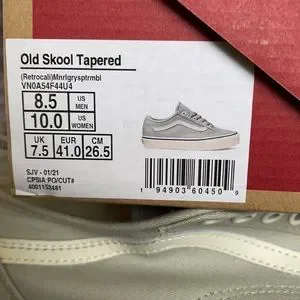 Old Skool Tapered
(Retrocali)Mnrlgrysptrmbl
VN0A54F44U4
8.5 US MEN
10.0 US WOMEN
UK EUR CM
7.5 41.0 26.5
SJV - 01/21
CPSIA PO/CUT#
4001152481
1 94903 60450 9